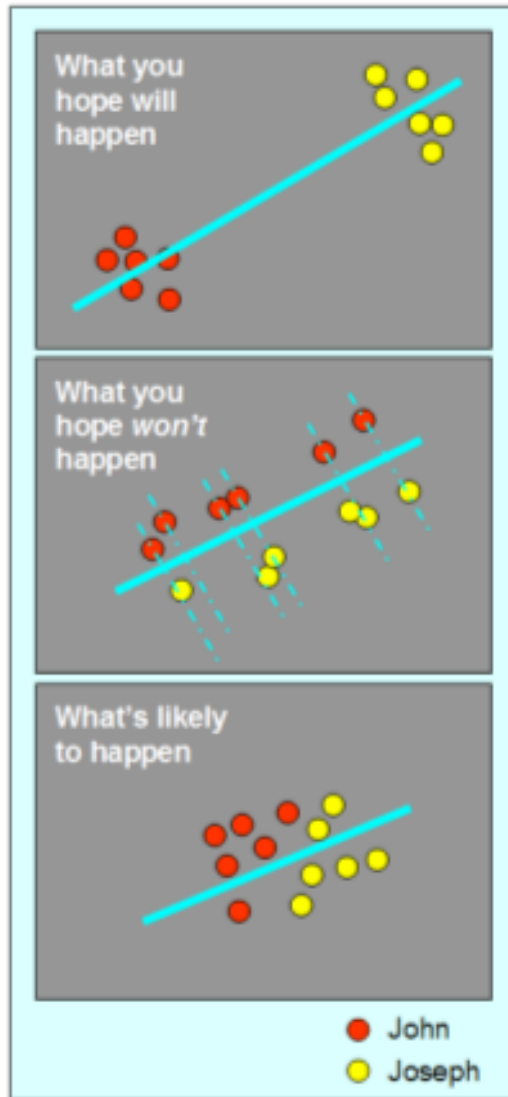 What you
hope will
happen
What you
hope won't
happen
What's likely
to happen
John
Joseph